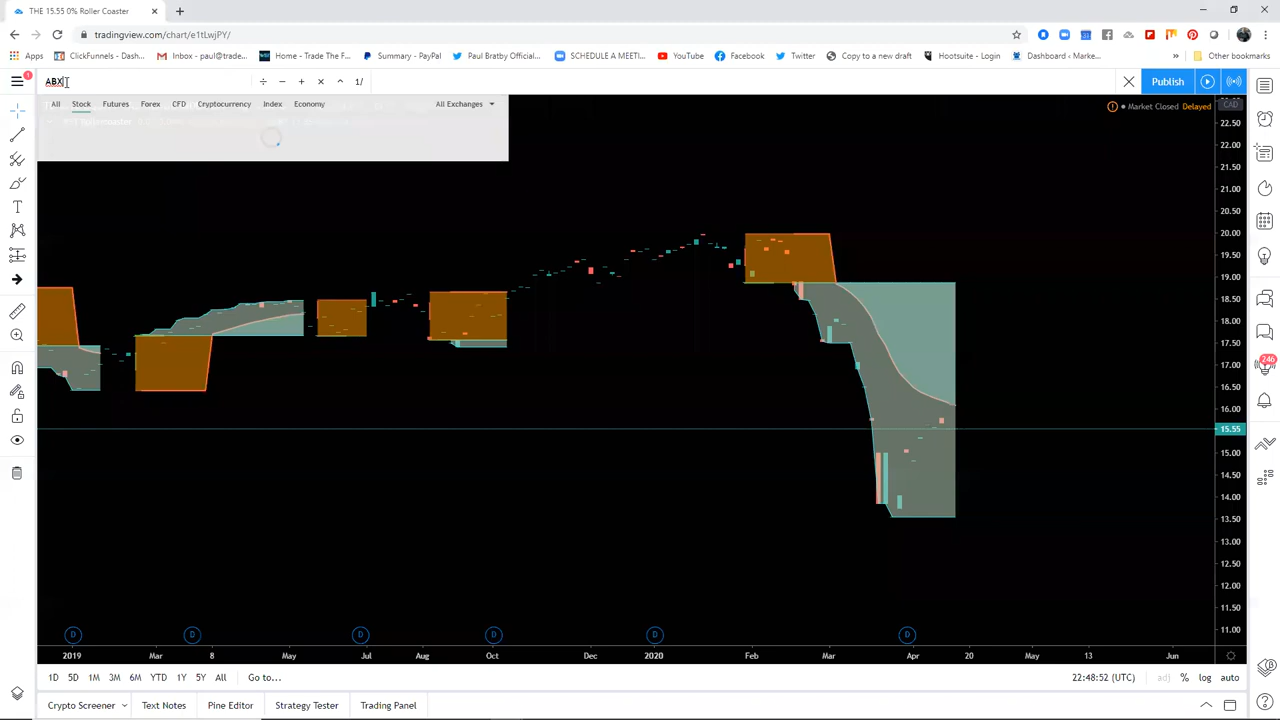 THE 15.55 0% Roller Coaster
tradingview.com/chart/e1tLwjPY/
Apps ClickFunnels - Dash... Inbox - paul@trade... Home - Trade The F... Summary - PayPal Paul Bratby Official... SCHEDULE A MEETI... YouTube Facebook Twitter Copy to a new draft Hootsuite - Login Dashboard ‹ Marke... » Other bookmarks
1 ABX ÷ − + × ^ 1/ Publish
All Stock Futures Forex CFD Cryptocurrency Index Economy All Exchanges
Market Closed Delayed CAD
22.50
22.00
21.50
21.00
20.50
20.00
19.50
19.00
18.50
18.00
17.50
17.00
16.50
16.00
15.55
15.00
14.50
14.00
13.50
13.00
12.50
12.00
11.50
11.00
246
D D D D D D
2019 Mar 8 May Jul Aug Oct Dec 2020 Feb Mar Apr 20 May 13 Jun
1D 5D 1M 3M 6M YTD 1Y 5Y All Go to... 22:48:52 (UTC) adj % log auto
Crypto Screener Text Notes Pine Editor Strategy Tester Trading Panel